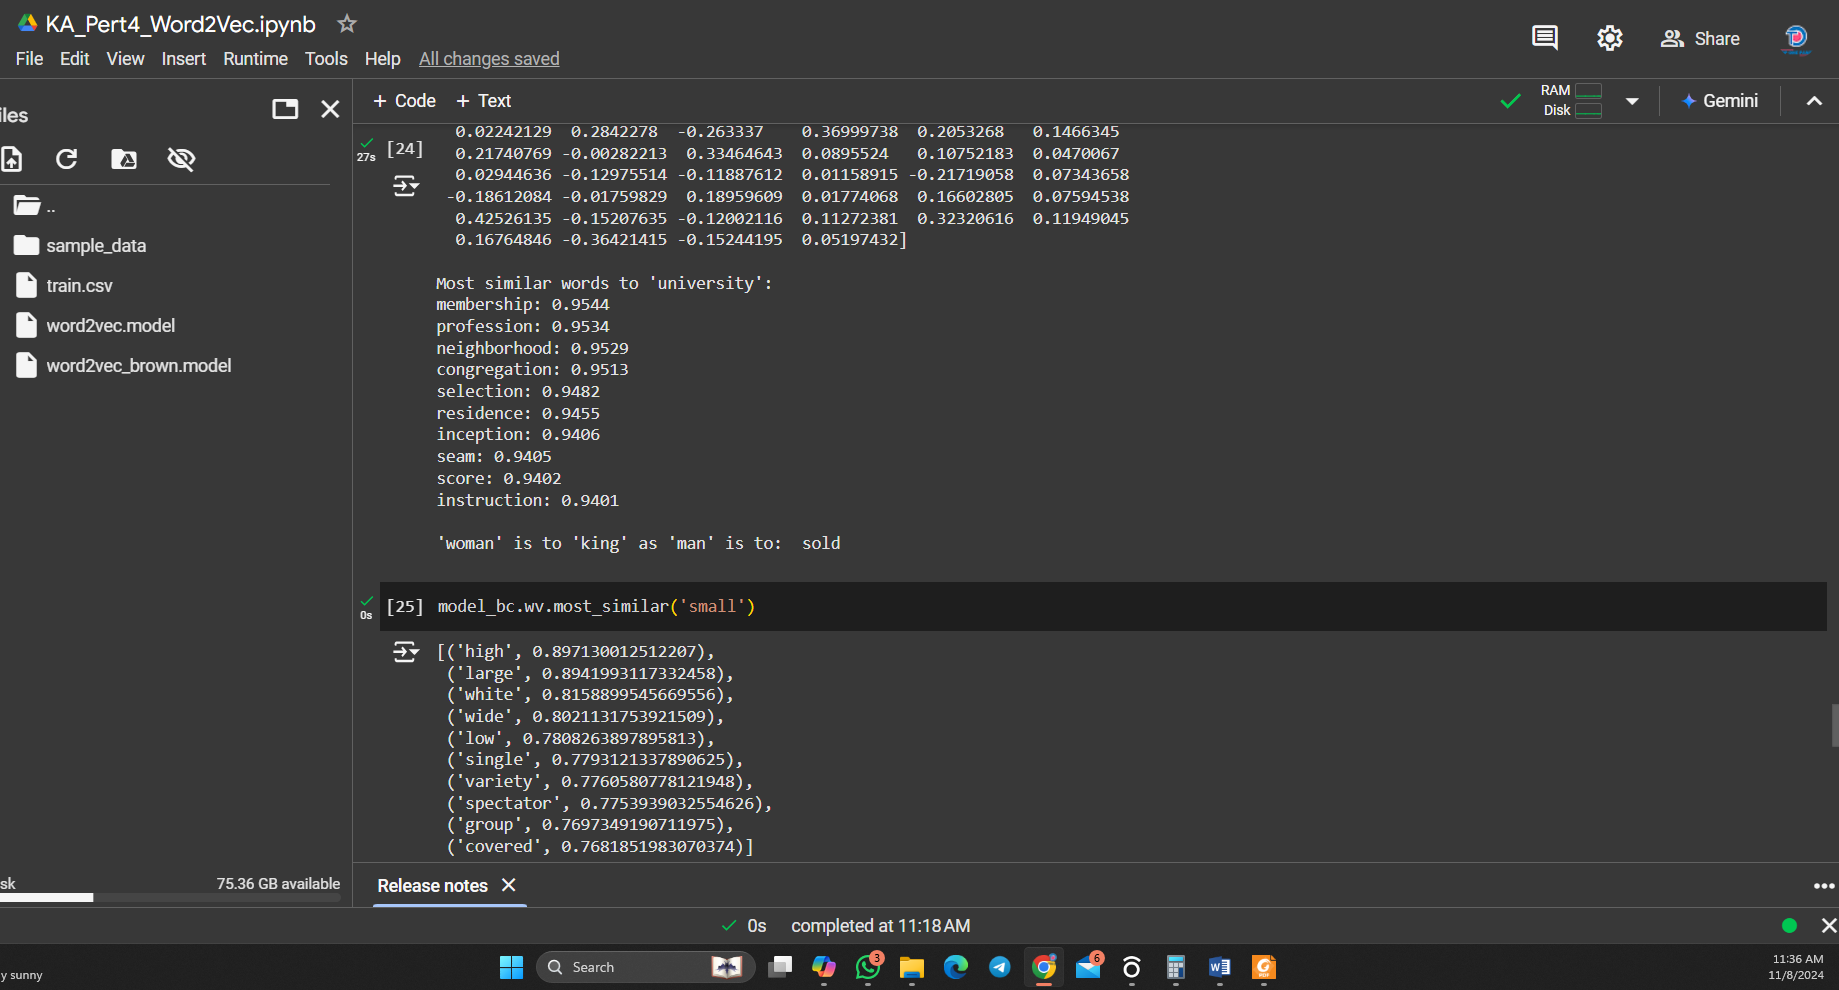 KA_Pert4_Word2Vec.ipynb
File Edit View Insert Runtime Tools Help All changes saved
Share
iles
+ Code + Text
RAM
Disk
Gemini
..
sample_data
train.csv
word2vec.model
word2vec_brown.model
sk 75.36 GB available
27s
[24]
0.02242129 0.2842278 -0.263337 0.36999738 0.2053268 0.1466345
0.21740769 -0.00282213 0.33464643 0.0895524 0.10752183 0.0470067
0.02944636 -0.12975514 -0.11887612 0.01158915 -0.21719058 0.07343658
-0.18612084 -0.01759829 0.18959609 0.01774068 0.16602805 0.07594538
0.42526135 -0.15207635 -0.12002116 0.11272381 0.32320616 0.11949045
0.16764846 -0.36421415 -0.15244195 0.05197432]
Most similar words to 'university':
membership: 0.9544
profession: 0.9534
neighborhood: 0.9529
congregation: 0.9513
selection: 0.9482
residence: 0.9455
inception: 0.9406
seam: 0.9405
score: 0.9402
instruction: 0.9401
'woman' is to 'king' as 'man' is to: sold
0s
[25] model_bc.wv.most_similar('small')
[('high', 0.897130012512207),
('large', 0.8941993117332458),
('white', 0.8158899545669556),
('wide', 0.8021131753921509),
('low', 0.7808263897895813),
('single', 0.7793121337890625),
('variety', 0.7760580778121948),
('spectator', 0.7753939032554626),
('group', 0.7697349190711975),
('covered', 0.7681851983070374)]
Release notes
0s completed at 11:18 AM
y sunny
Search
3
6
11:36 AM
11/8/2024